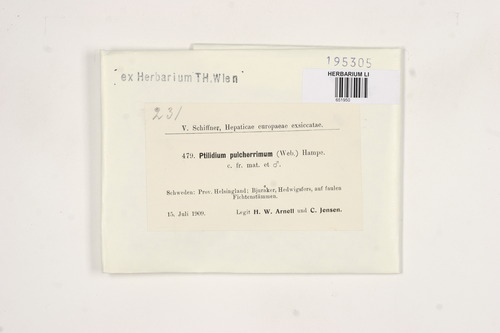 195305
HERBARIUM LI
ex Herbarium TH.Wien
231
V. Schiffner, Hepaticae europaeae exsiccatae.
479. Ptilidium pulcherrimum (Web.) Hampe.
c. fr. mat. et ♂.
Schweden: Prov. Helsingland: Bjuråker, Hedwigsfors, auf faulen
Fichtenstämmen.
15. Juli 1909. Legit H. W. Arnell und C. Jensen.